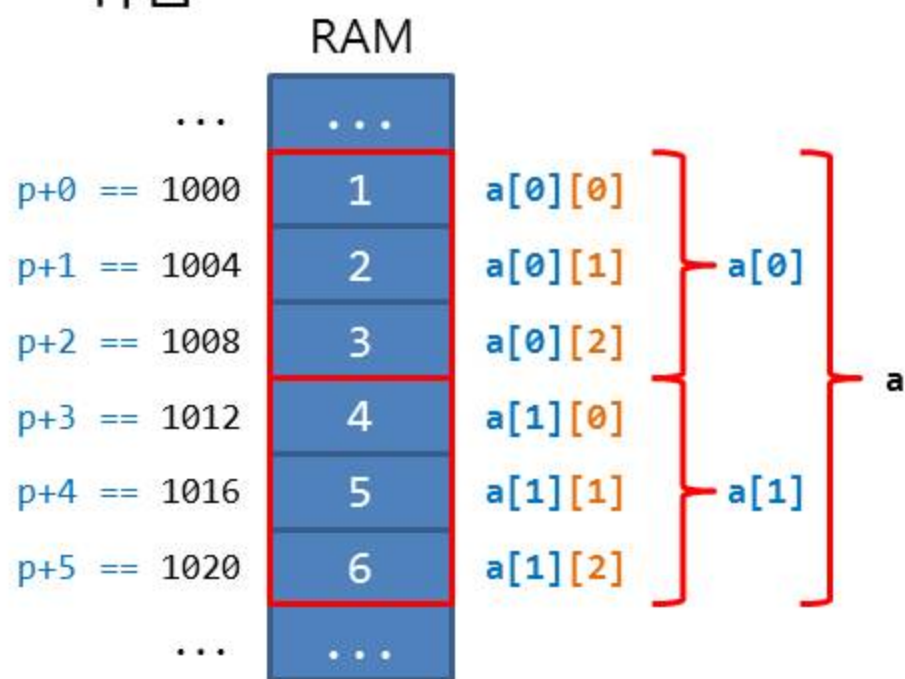 RAM
... ...
p+0 == 1000 1 a[0][0]
p+1 == 1004 2 a[0][1] a[0]
p+2 == 1008 3 a[0][2]
a
p+3 == 1012 4 a[1][0]
p+4 == 1016 5 a[1][1] a[1]
p+5 == 1020 6 a[1][2]
... ...